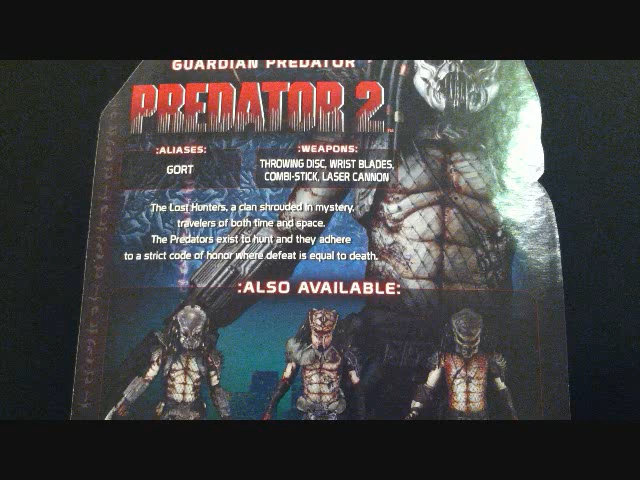 GUARDIAN PREDATOR
PREDATOR 2
TM
:ALIASES:
GORT
:WEAPONS:
THROWING DISC, WRIST BLADES,
COMBI-STICK, LASER CANNON
The Lost Hunters, a clan shrouded in mystery,
travelers of both time and space.
The Predators exist to hunt and they adhere
to a strict code of honor where defeat is equal to death.
:ALSO AVAILABLE: